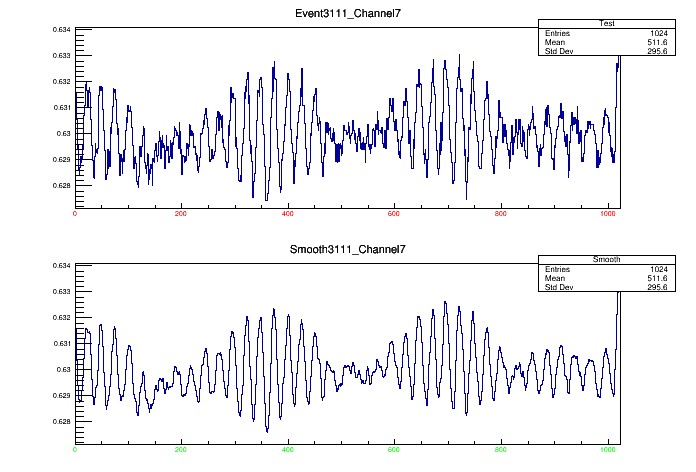 Event3111_Channel7
Test
Entries 1024
Mean 511.6
Std Dev 295.6
0.634
0.633
0.632
0.631
0.63
0.629
0.628
0 200 400 600 800 1000
Smooth3111_Channel7
Smooth
Entries 1024
Mean 511.6
Std Dev 295.6
0.634
0.633
0.632
0.631
0.63
0.629
0.628
0 200 400 600 800 1000